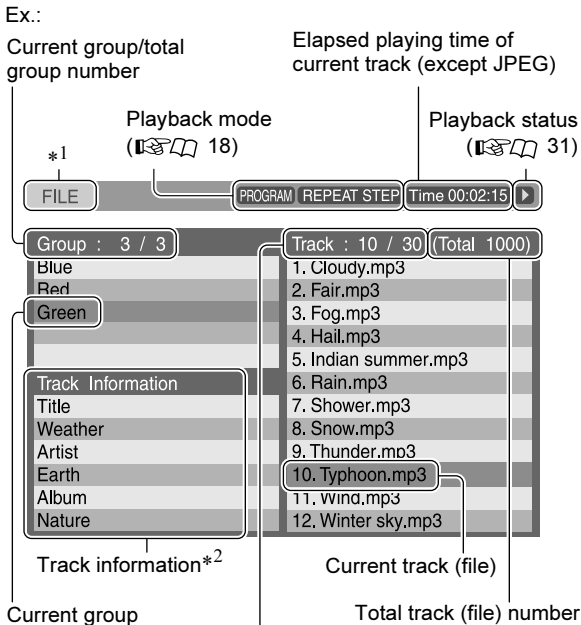 Ex.:
Current group/total
group number
Elapsed playing time of
current track (except JPEG)
Playback mode
(☞📖 18)
Playback status
(☞📖 31)
*1
FILE
PROGRAM REPEAT STEP Time 00:02:15
Group : 3 / 3
Track : 10 / 30 (Total 1000)
Blue
Red
Green
Track Information
Title
Weather
Artist
Earth
Album
Nature
1. Cloudy.mp3
2. Fair.mp3
3. Fog.mp3
4. Hail.mp3
5. Indian summer.mp3
6. Rain.mp3
7. Shower.mp3
8. Snow.mp3
9. Thunder.mp3
10. Typhoon.mp3
11. Wind.mp3
12. Winter sky.mp3
Track information*2
Current track (file)
Current group
Total track (file) number